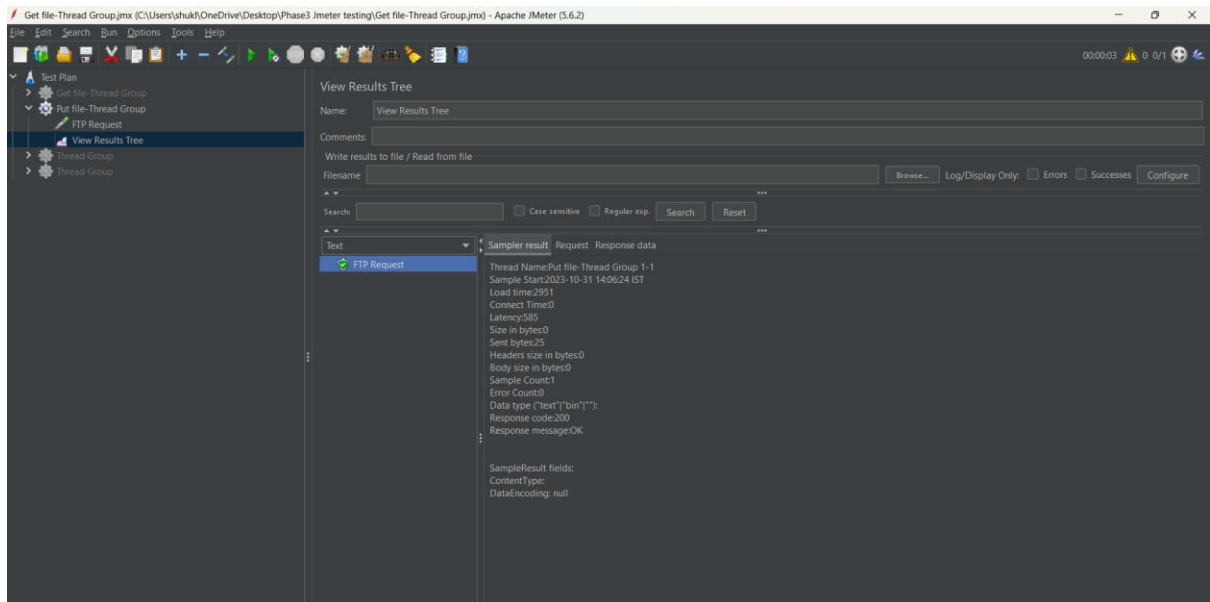 Get file-Thread Group.jmx (C:\Users\shukl\OneDrive\Desktop\Phase3 Jmeter testing\Get file-Thread Group.jmx) - Apache JMeter (5.6.2)
File Edit Search Run Options Tools Help
00:00:03 0 0/1
Test Plan
Get file-Thread Group
Put file-Thread Group
FTP Request
View Results Tree
Thread Group
Thread Group
View Results Tree
Name: View Results Tree
Comments:
Write results to file / Read from file
Filename Browse... Log/Display Only: Errors Successes Configure
Search: Case sensitive Regular exp. Search Reset
Text
FTP Request
Sampler result Request Response data
Thread Name:Put file-Thread Group 1-1
Sample Start:2023-10-31 14:06:24 IST
Load time:2951
Connect Time:0
Latency:585
Size in bytes:0
Sent bytes:25
Headers size in bytes:0
Body size in bytes:0
Sample Count:1
Error Count:0
Data type ("text"|"bin"|""):
Response code:200
Response message:OK
SampleResult fields:
ContentType:
DataEncoding: null